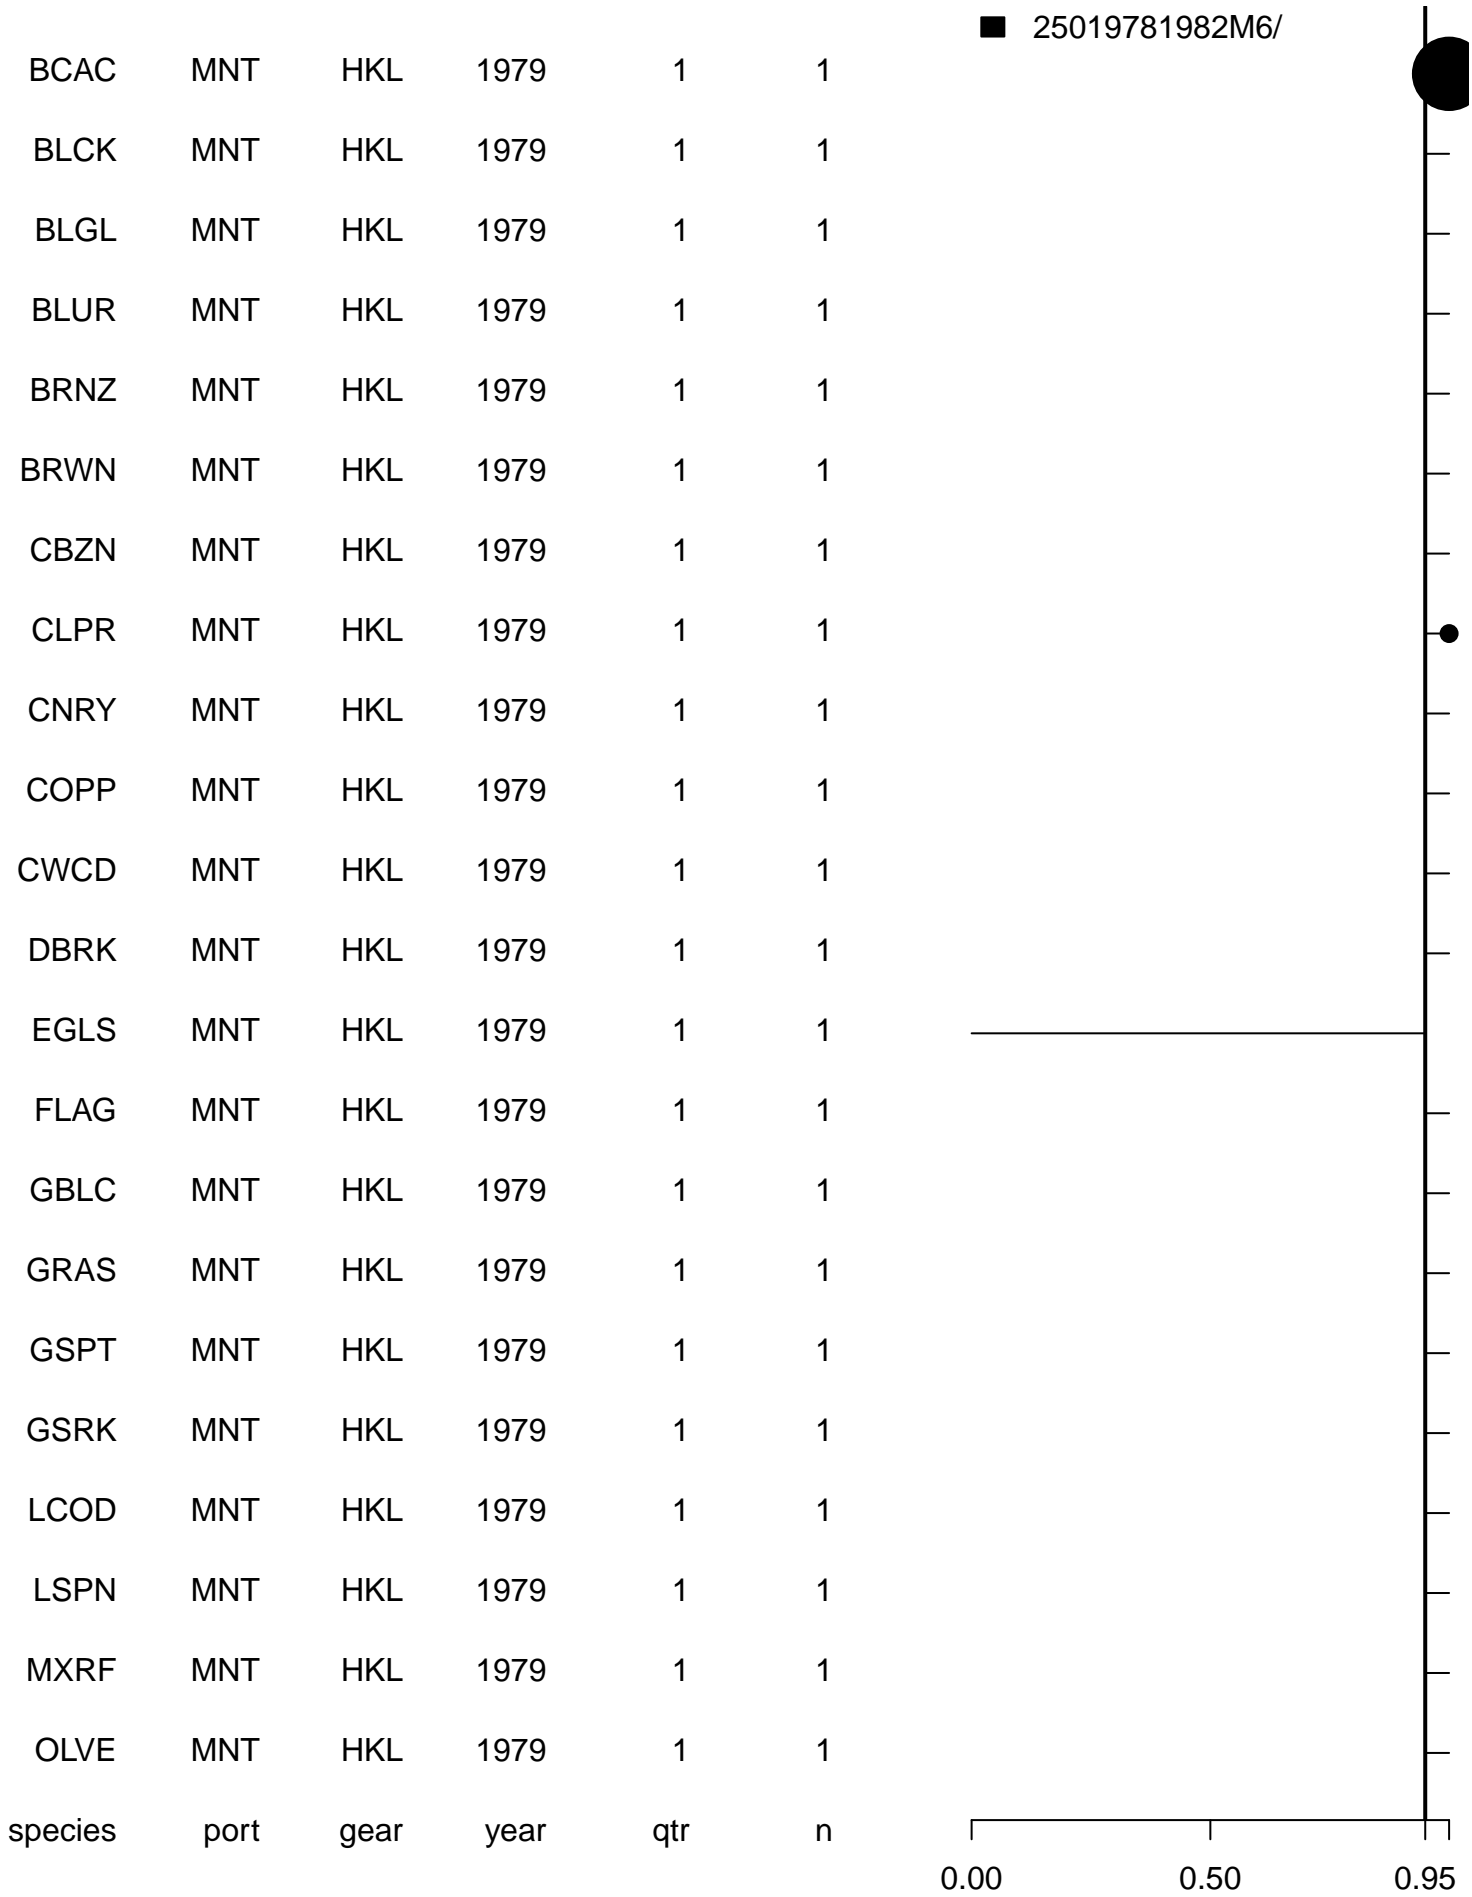 25019781982M6/
BCAC MNT HKL 1979 1 1
BLCK MNT HKL 1979 1 1
BLGL MNT HKL 1979 1 1
BLUR MNT HKL 1979 1 1
BRNZ MNT HKL 1979 1 1
BRWN MNT HKL 1979 1 1
CBZN MNT HKL 1979 1 1
CLPR MNT HKL 1979 1 1
CNRY MNT HKL 1979 1 1
COPP MNT HKL 1979 1 1
CWCD MNT HKL 1979 1 1
DBRK MNT HKL 1979 1 1
EGLS MNT HKL 1979 1 1
FLAG MNT HKL 1979 1 1
GBLC MNT HKL 1979 1 1
GRAS MNT HKL 1979 1 1
GSPT MNT HKL 1979 1 1
GSRK MNT HKL 1979 1 1
LCOD MNT HKL 1979 1 1
LSPN MNT HKL 1979 1 1
MXRF MNT HKL 1979 1 1
OLVE MNT HKL 1979 1 1
species port gear year qtr n
0.00 0.50 0.95